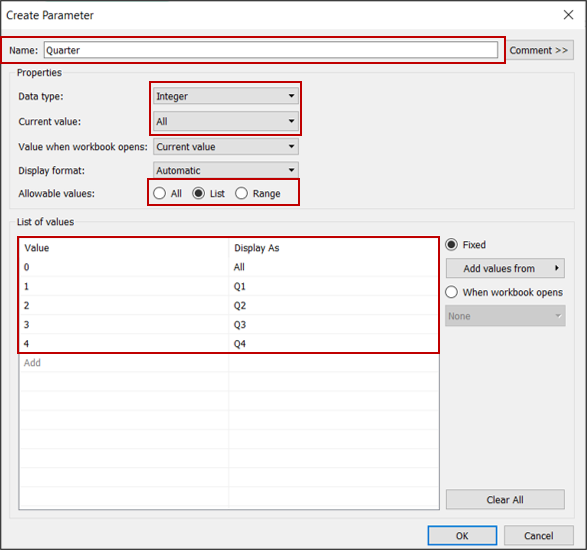 Create Parameter
Name: Quarter Comment >>
Properties
Data type: Integer
Current value: All
Value when workbook opens: Current value
Display format: Automatic
Allowable values: All List Range
List of values
Value Display As
0 All
1 Q1
2 Q2
3 Q3
4 Q4
Add
Fixed
Add values from
When workbook opens
None
Clear All
OK Cancel